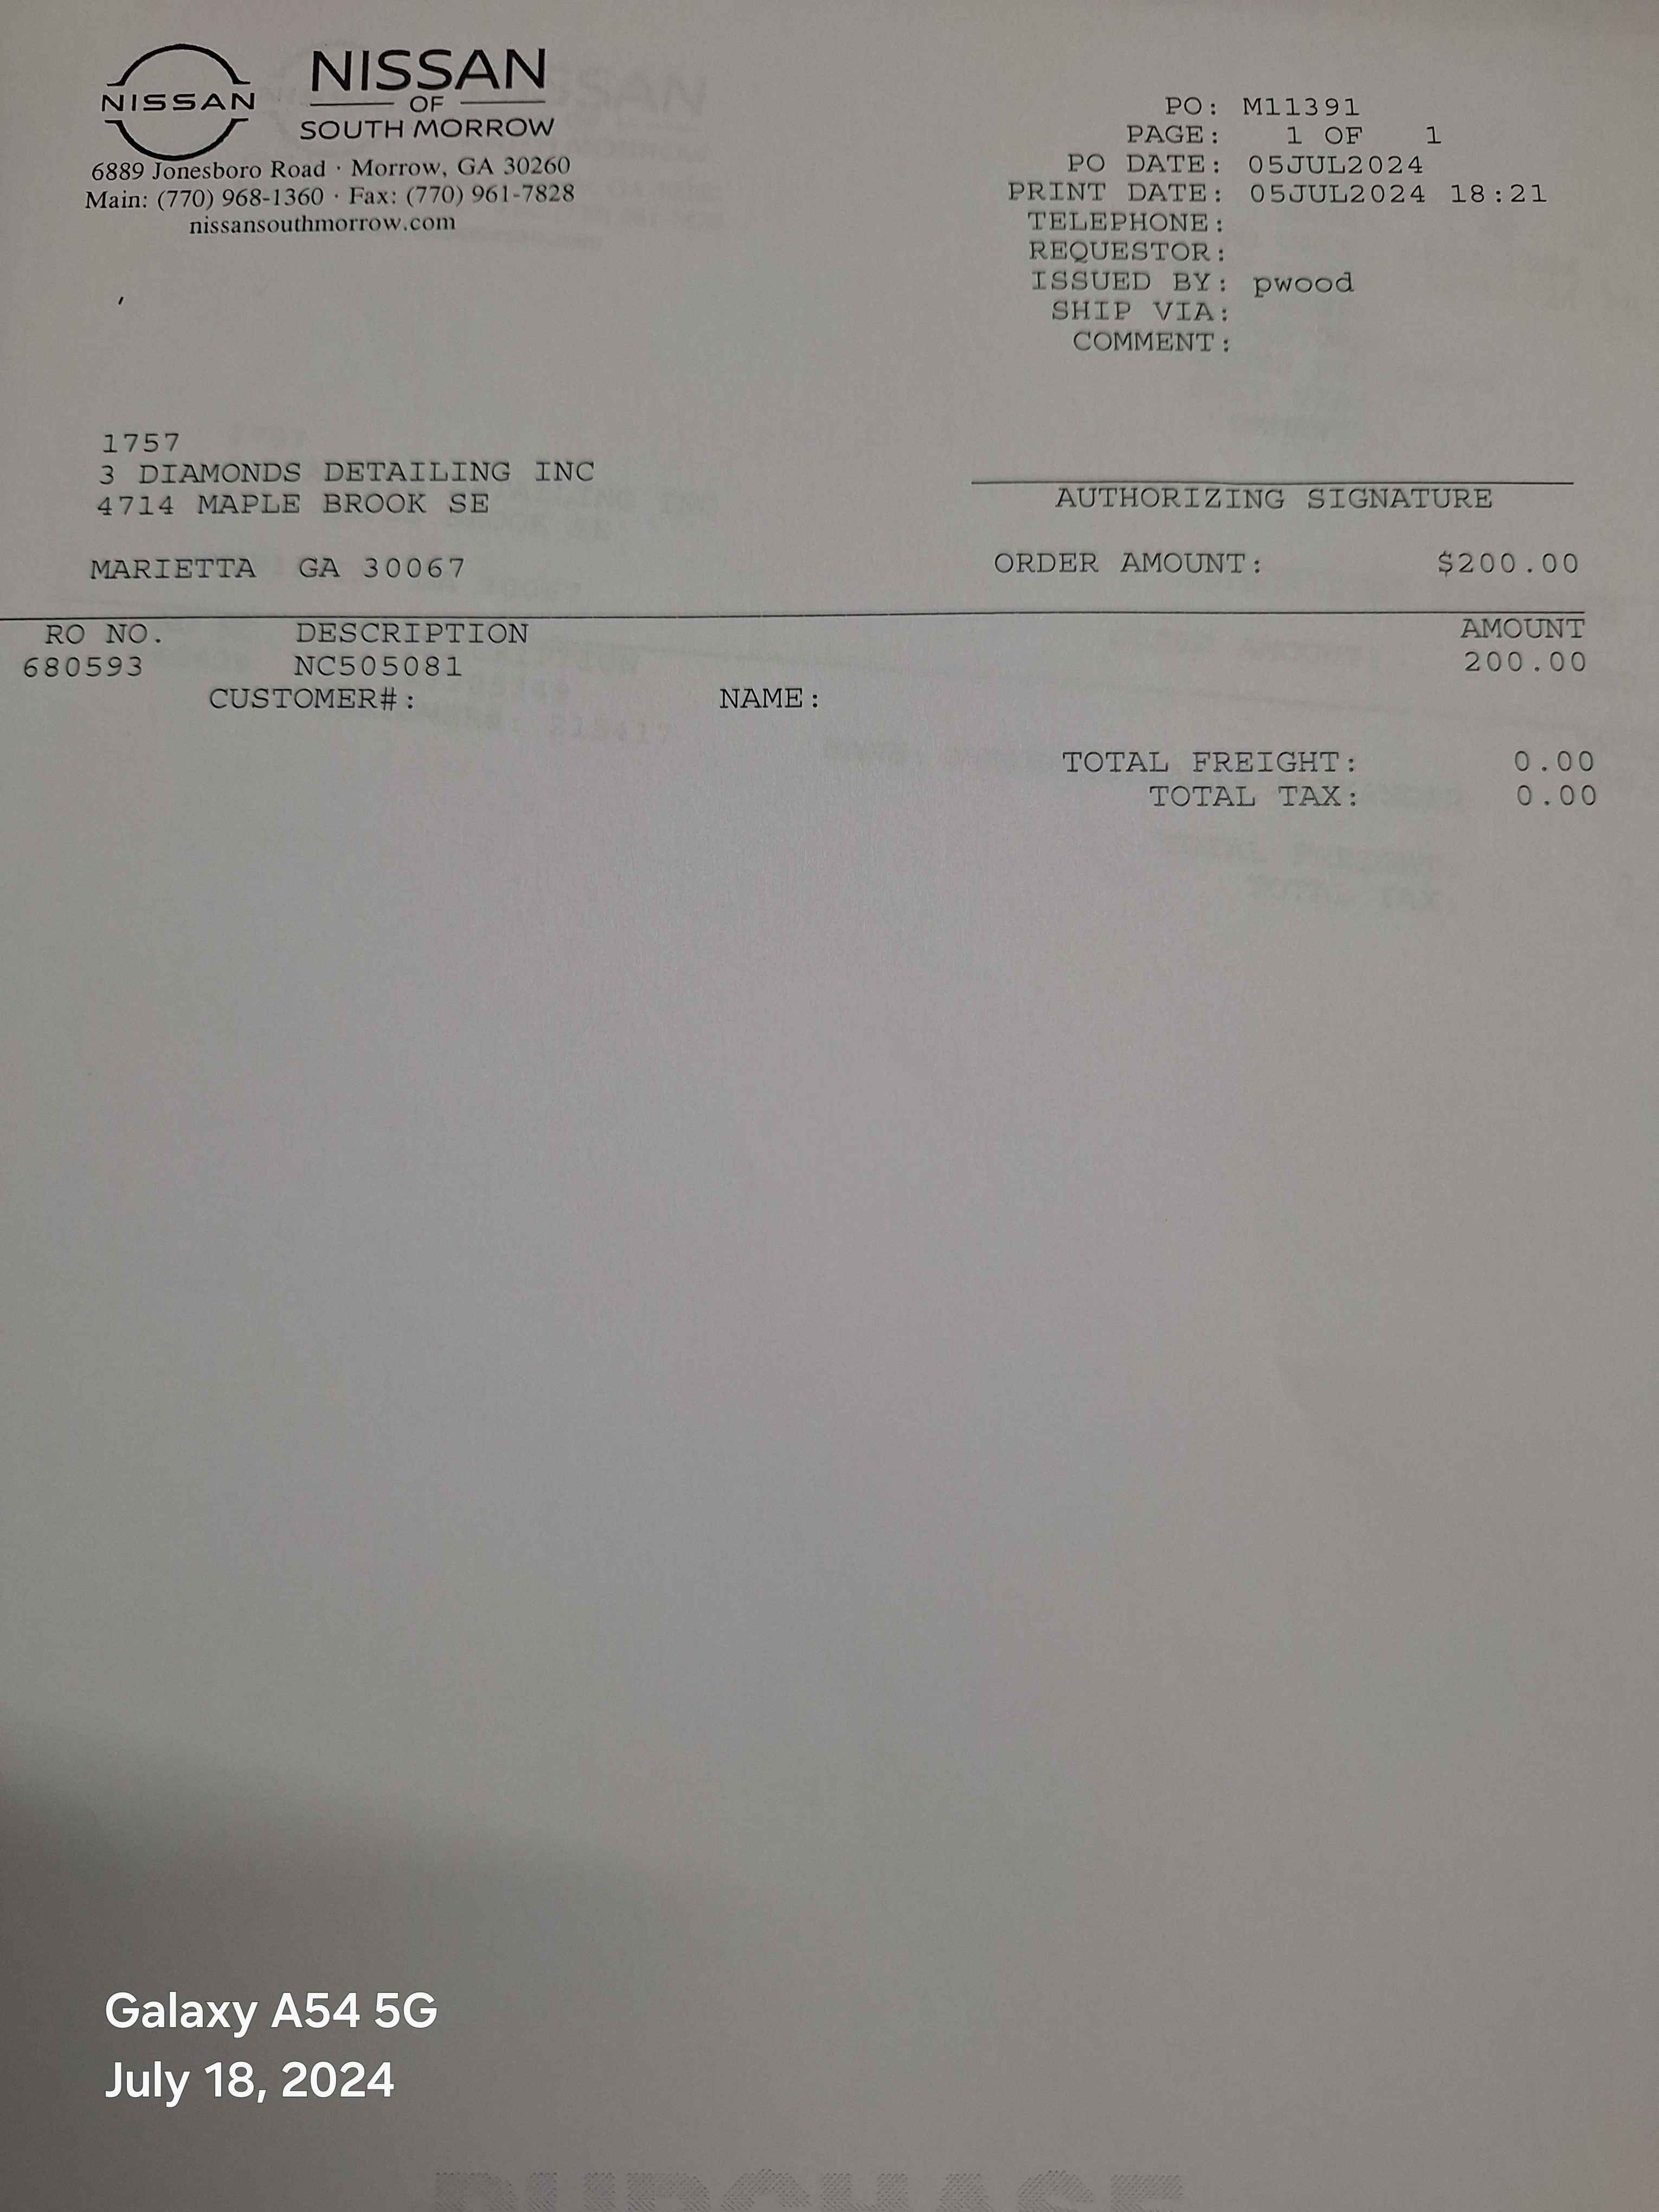 NISSAN
NISSAN
OF
SOUTH MORROW
6889 Jonesboro Road · Morrow, GA 30260
Main: (770) 968-1360 · Fax: (770) 961-7828
nissansouthmorrow.com
PO: M11391
PAGE: 1 OF 1
PO DATE: 05JUL2024
PRINT DATE: 05JUL2024 18:21
TELEPHONE:
REQUESTOR:
ISSUED BY: pwood
SHIP VIA:
COMMENT:
1757
3 DIAMONDS DETAILING INC
4714 MAPLE BROOK SE
MARIETTA GA 30067
AUTHORIZING SIGNATURE
ORDER AMOUNT: $200.00
RO NO. DESCRIPTION AMOUNT
680593 NC505081 200.00
CUSTOMER#: NAME:
TOTAL FREIGHT: 0.00
TOTAL TAX: 0.00
Galaxy A54 5G
July 18, 2024
PURCHASE